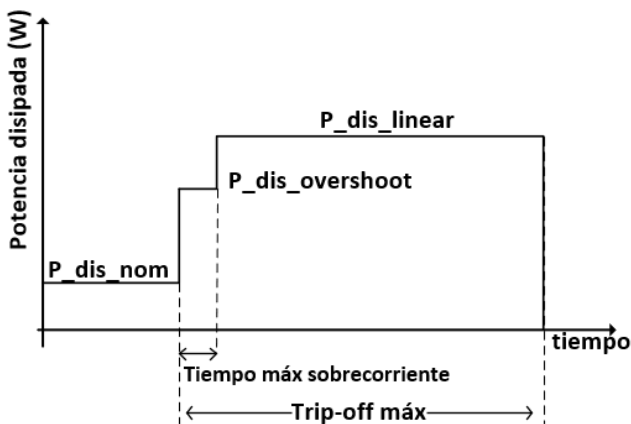 Potencia disipada (W)
P_dis_linear
P_dis_overshoot
P_dis_nom
tiempo
Tiempo máx sobrecorriente
Trip-off máx